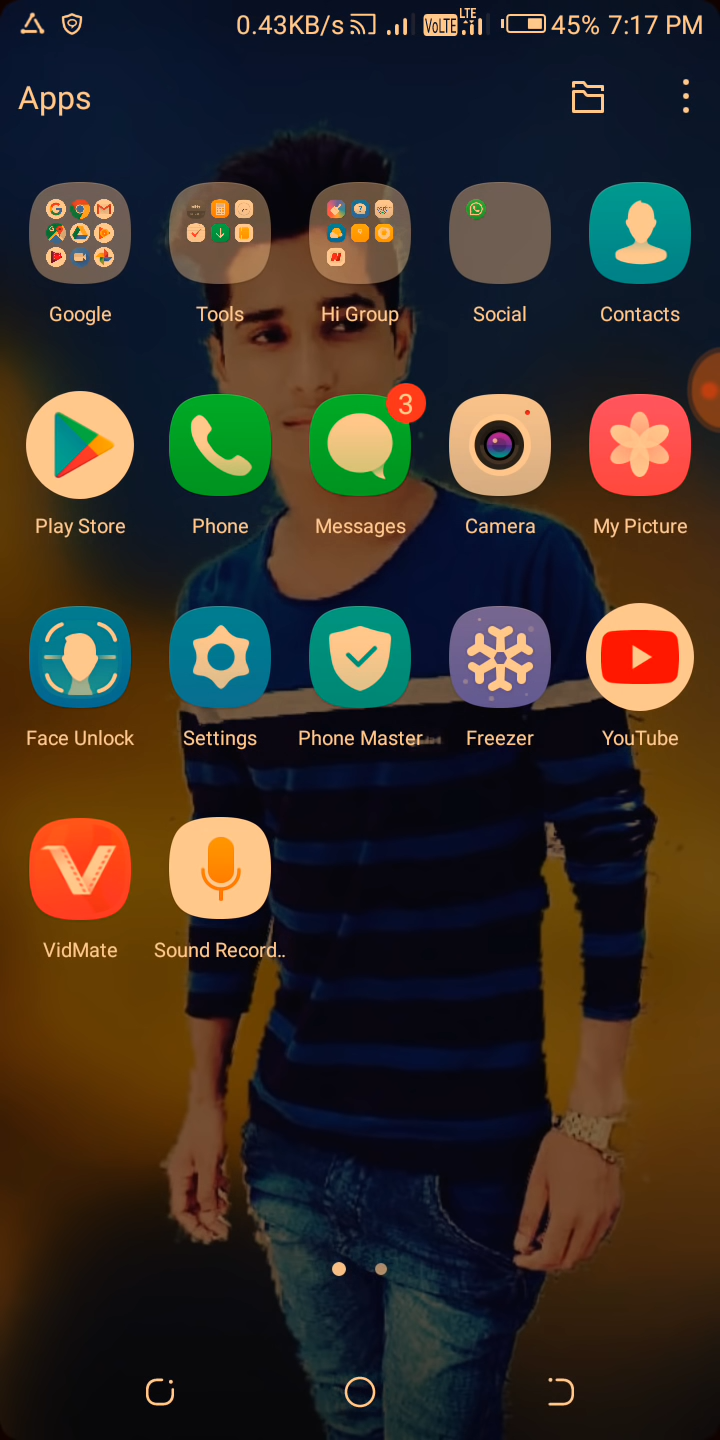 0.43KB/s VoLTE LTE 45% 7:17 PM
Apps
Google Tools Hi Group Social Contacts
3
Play Store Phone Messages Camera My Picture
Face Unlock Settings Phone Master Freezer YouTube
VidMate Sound Record..